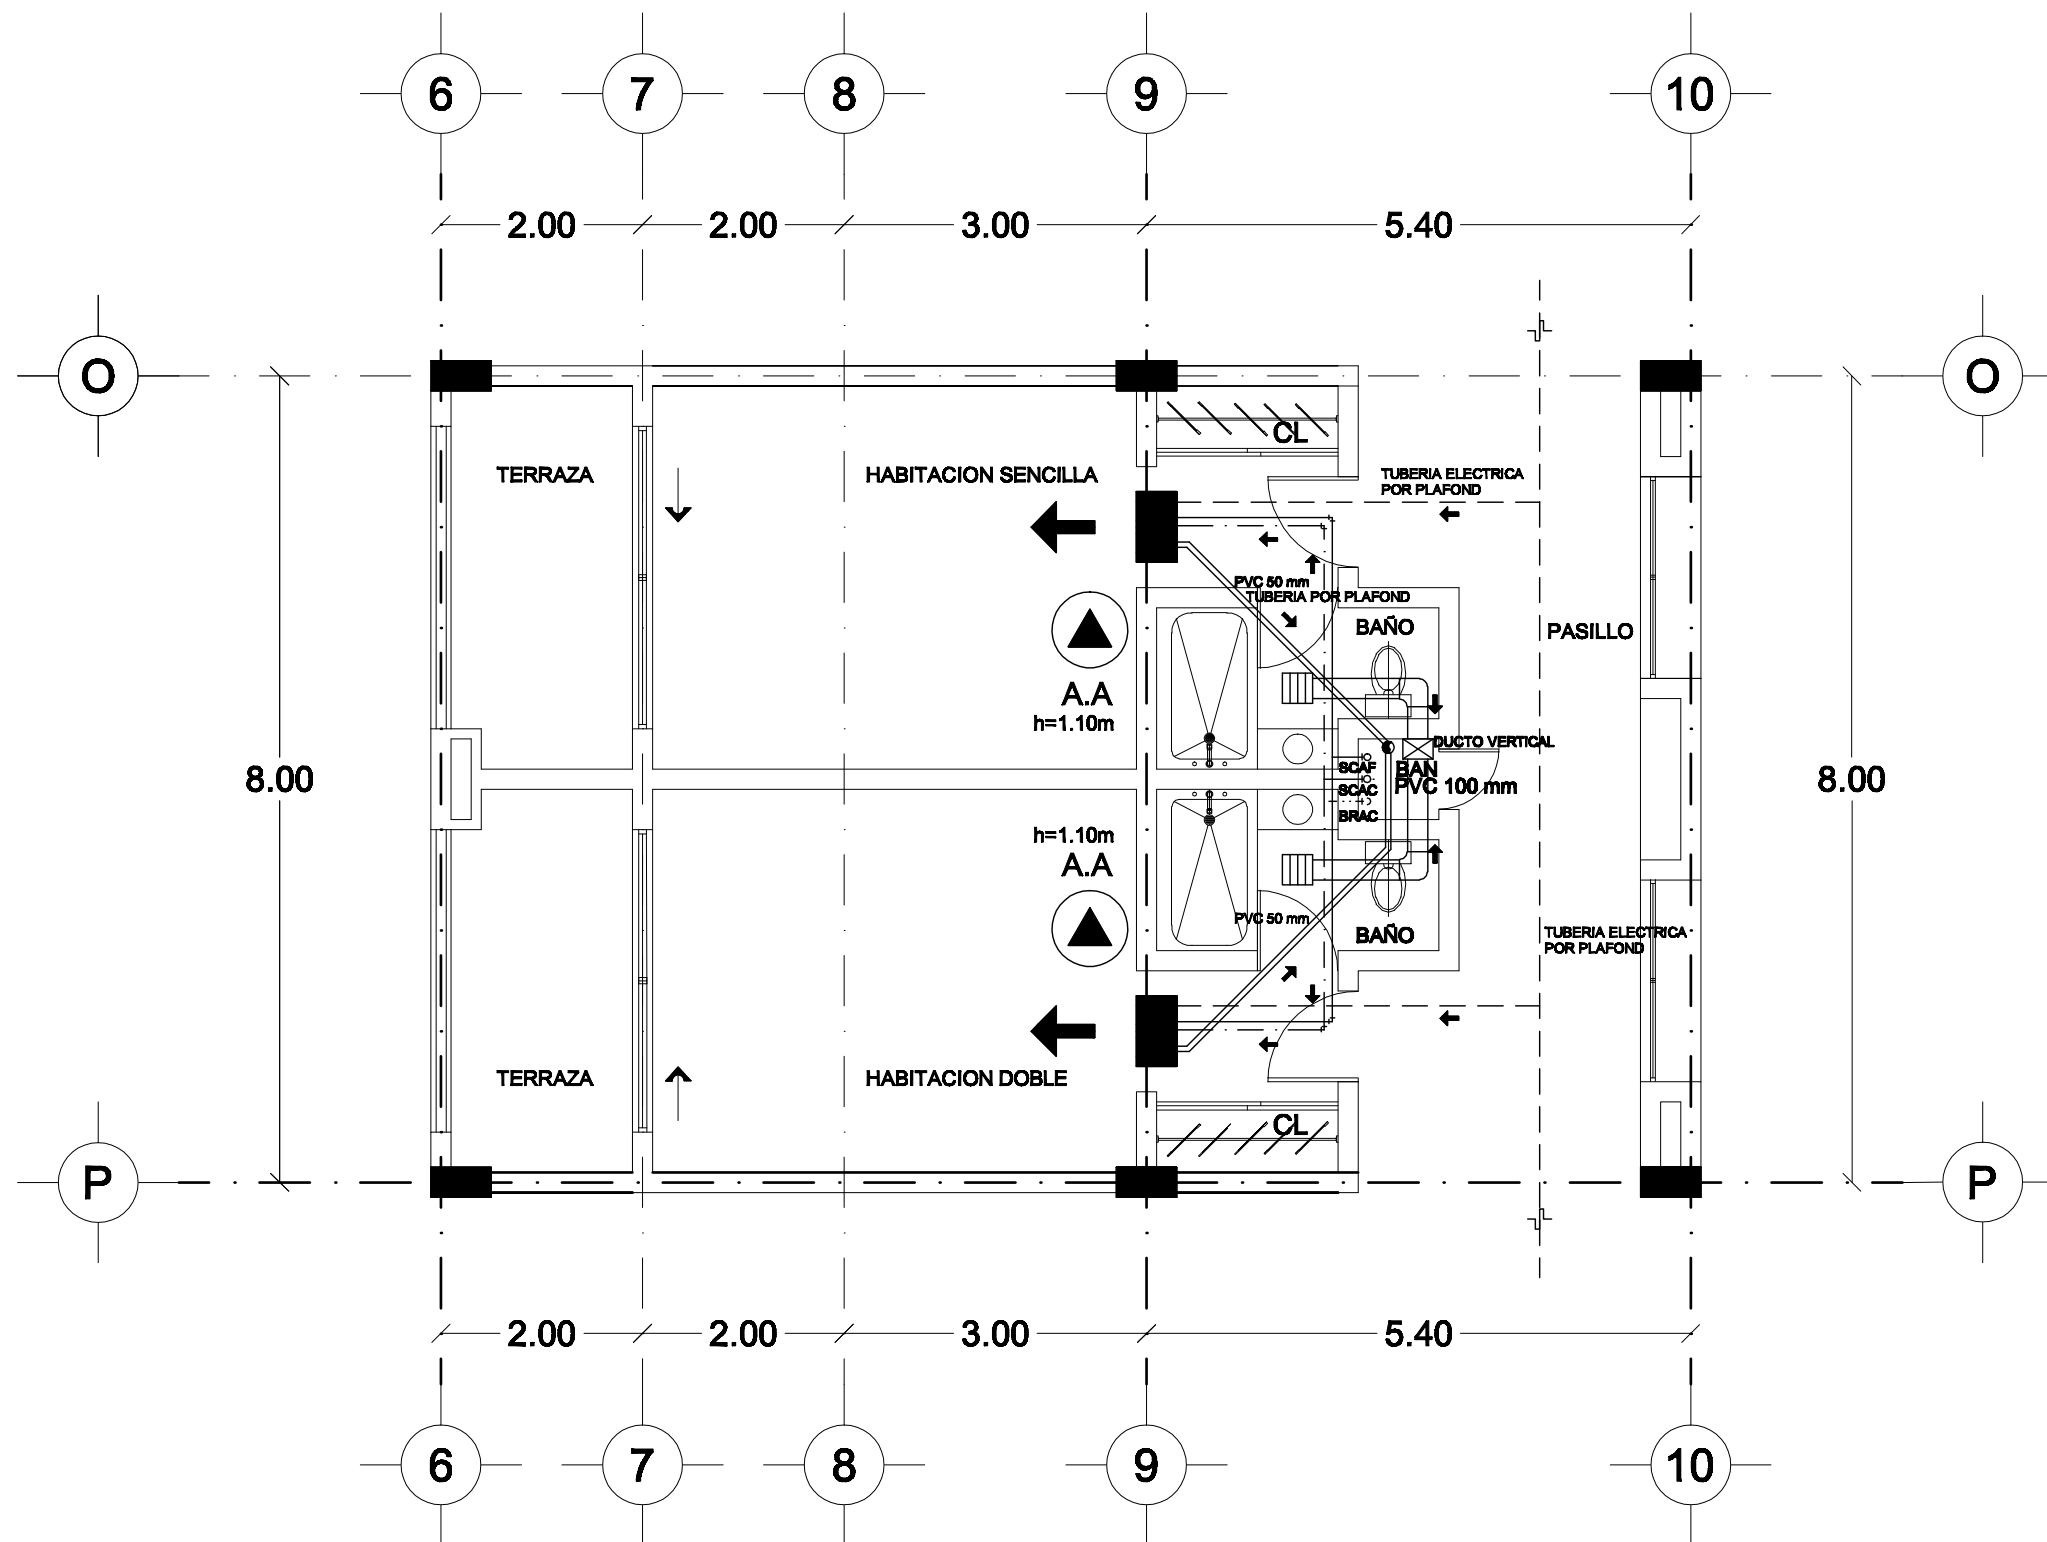 6 7 8 9 10
2.00 2.00 3.00 5.40
O O
CL
TERRAZA HABITACION SENCILLA
TUBERIA ELECTRICA
POR PLAFOND
PVC 50 mm
TUBERIA POR PLAFOND
BAÑO
PASILLO
A.A
h=1.10m
DUCTO VERTICAL
SCAF
BAN
8.00 8.00
PVC 100 mm
SCAC
BRAC
h=1.10m
A.A
PVC 50 mm
BAÑO
TUBERIA ELECTRICA
POR PLAFOND
TERRAZA HABITACION DOBLE
CL
P P
2.00 2.00 3.00 5.40
6 7 8 9 10